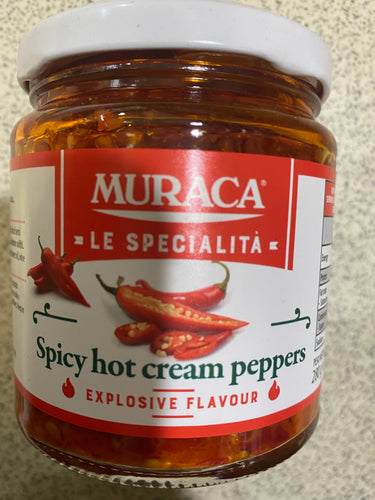 MURACA®
LE SPECIALITÀ
Spicy hot cream peppers
EXPLOSIVE FLAVOUR